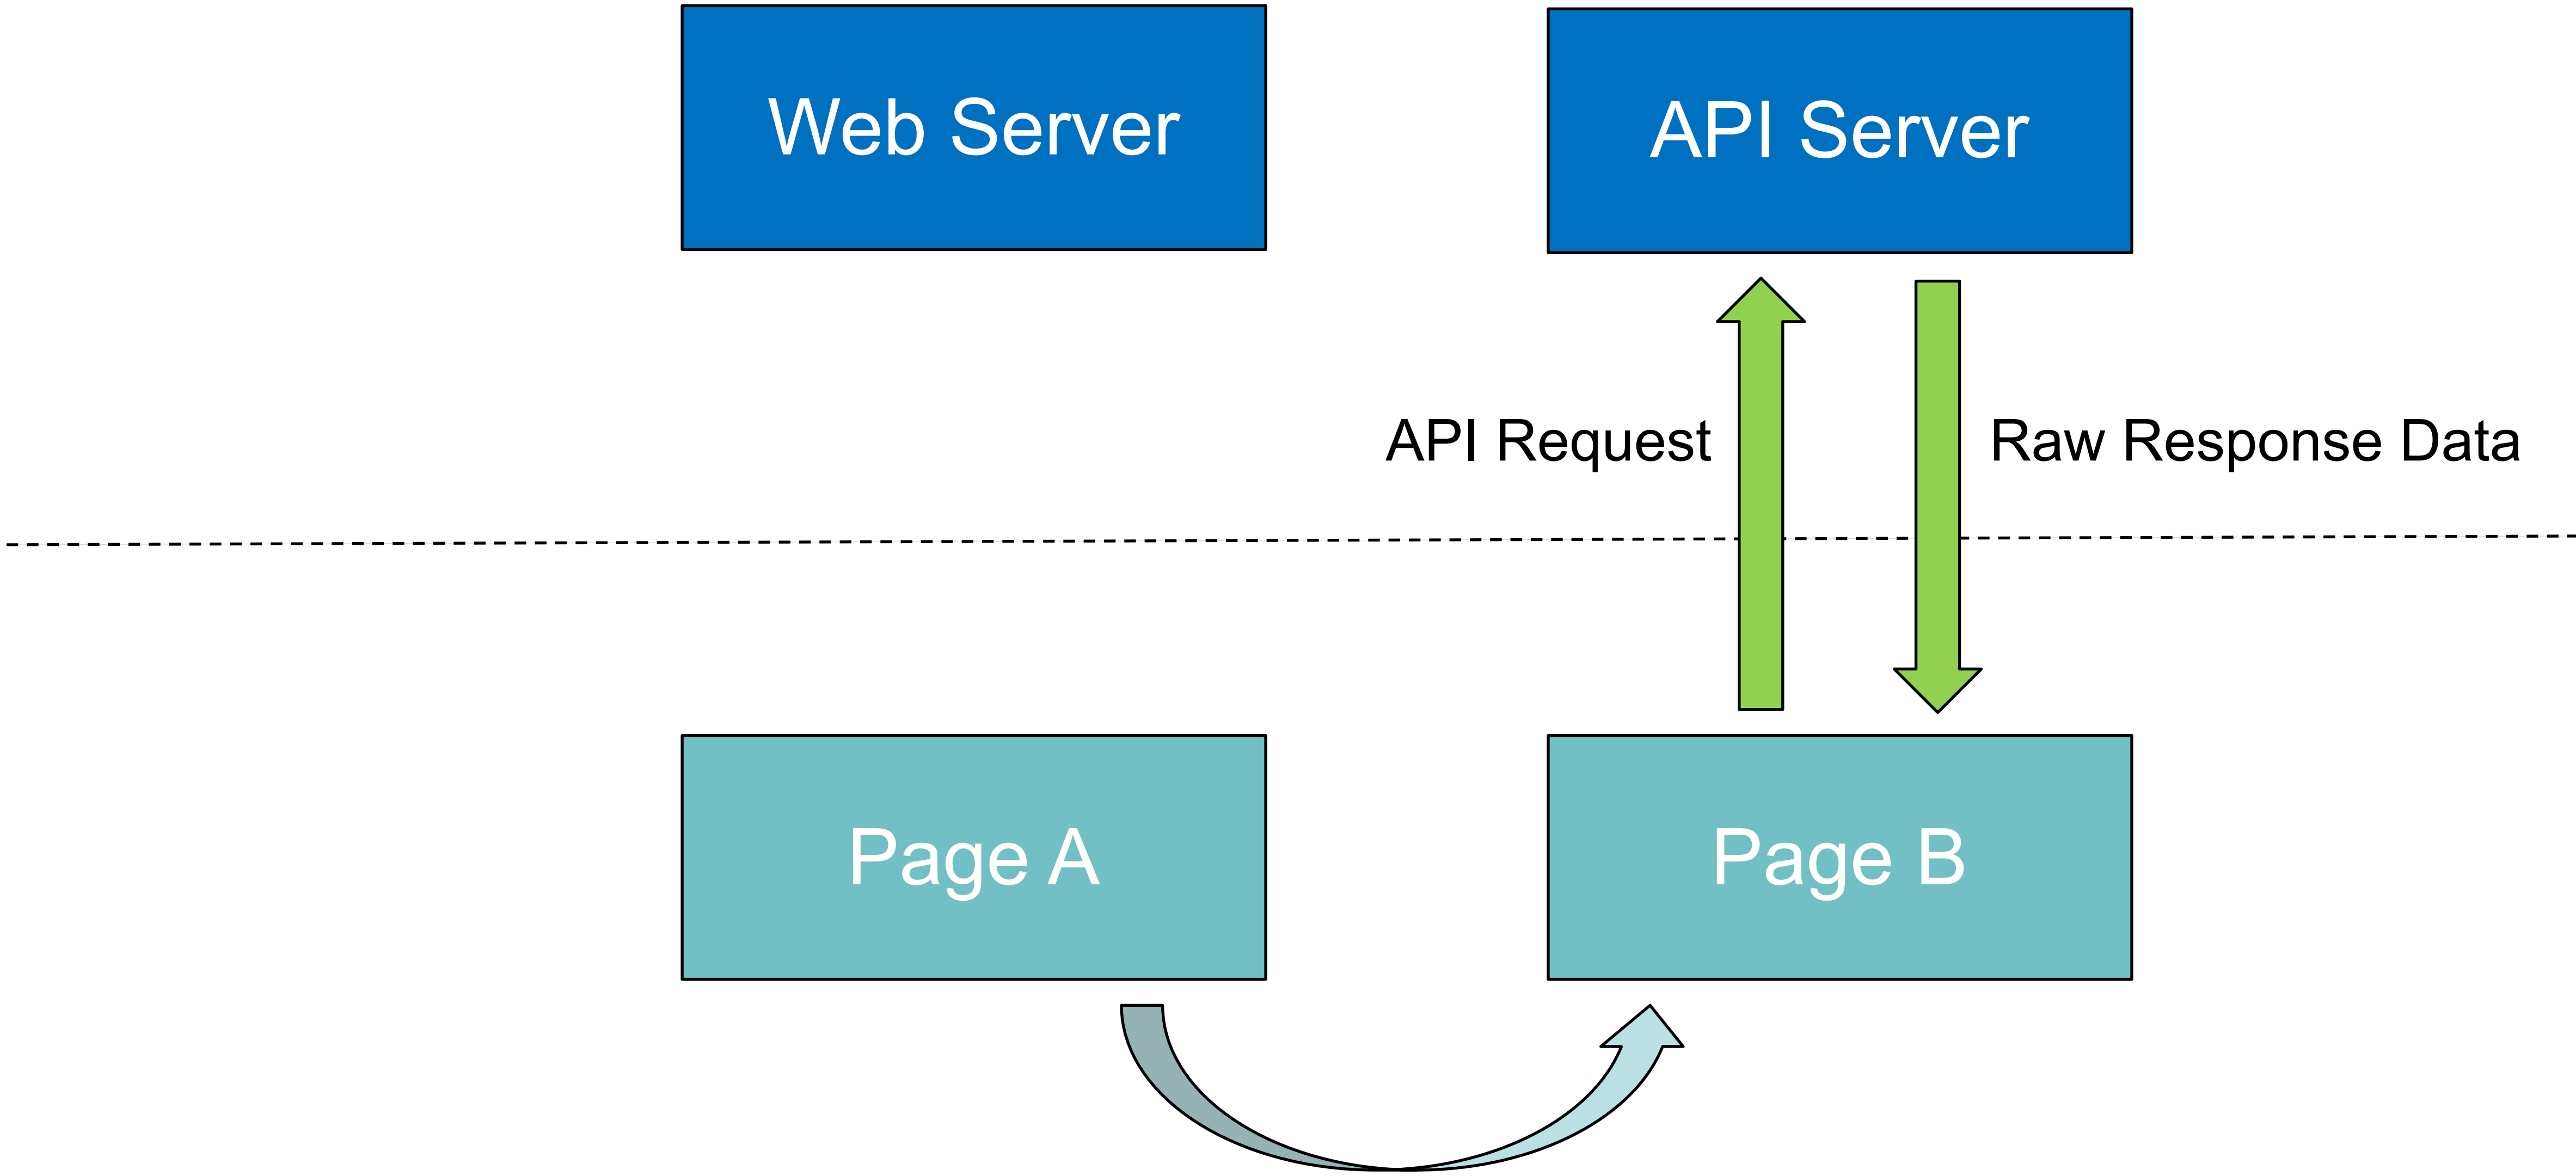 Web Server
API Server
API Request
Raw Response Data
Page A
Page B